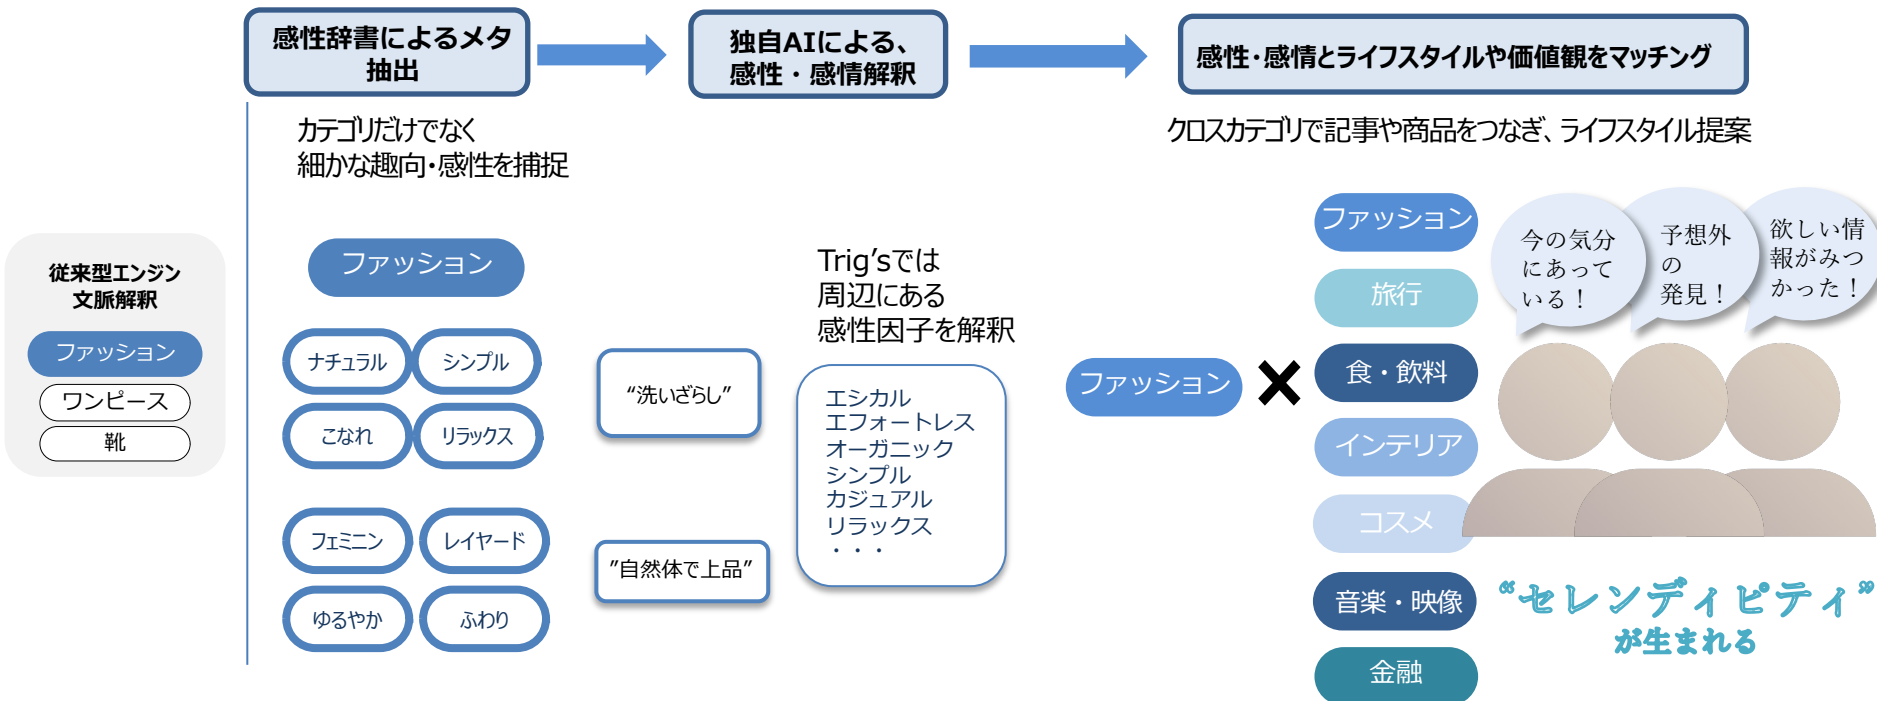 感性辞書によるメタ
抽出
独自AIによる、
感性・感情解釈
感性・感情とライフスタイルや価値観をマッチング
カテゴリだけでなく
細かな趣向・感性を捕捉
クロスカテゴリで記事や商品をつなぎ、ライフスタイル提案
従来型エンジン
文脈解釈
ファッション
ワンピース
靴
ファッション
ナチュラル
シンプル
こなれ
リラックス
フェミニン
レイヤード
ゆるやか
ふわり
“洗いざらし”
”自然体で上品”
Trig’sでは
周辺にある
感性因子を解釈
エシカル
エフォートレス
オーガニック
シンプル
カジュアル
リラックス
・・・
ファッション
×
ファッション
旅行
食・飲料
インテリア
コスメ
音楽・映像
金融
今の気分
にあって
いる！
予想外
の
発見！
欲しい情
報がみつ
かった！
“セレンディピティ”
が生まれる